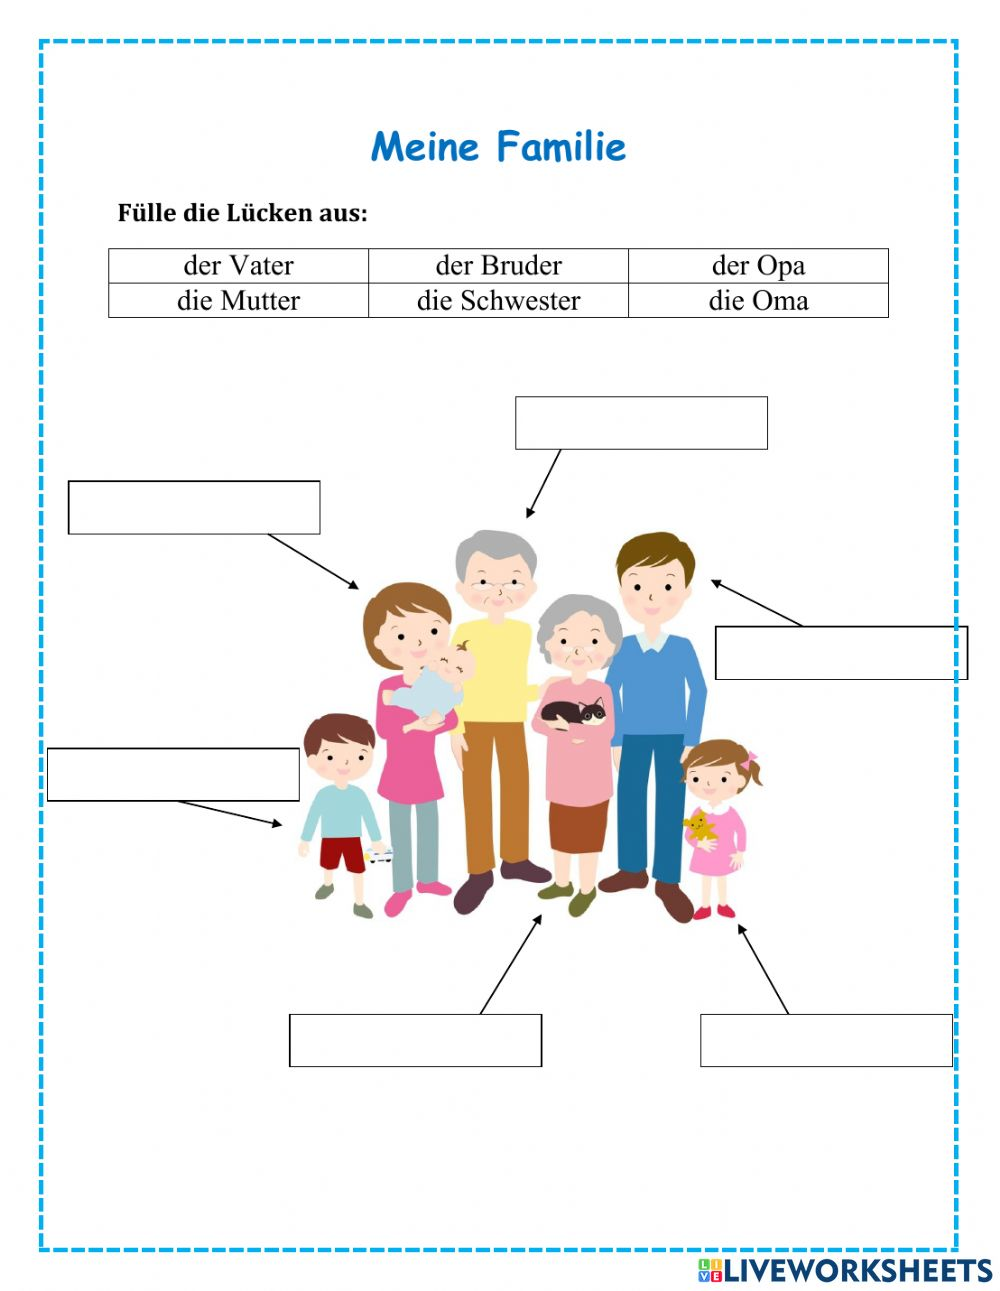 Meine Familie
Fülle die Lücken aus:
der Vater der Bruder der Opa
die Mutter die Schwester die Oma
LIVE LIVEWORKSHEETS